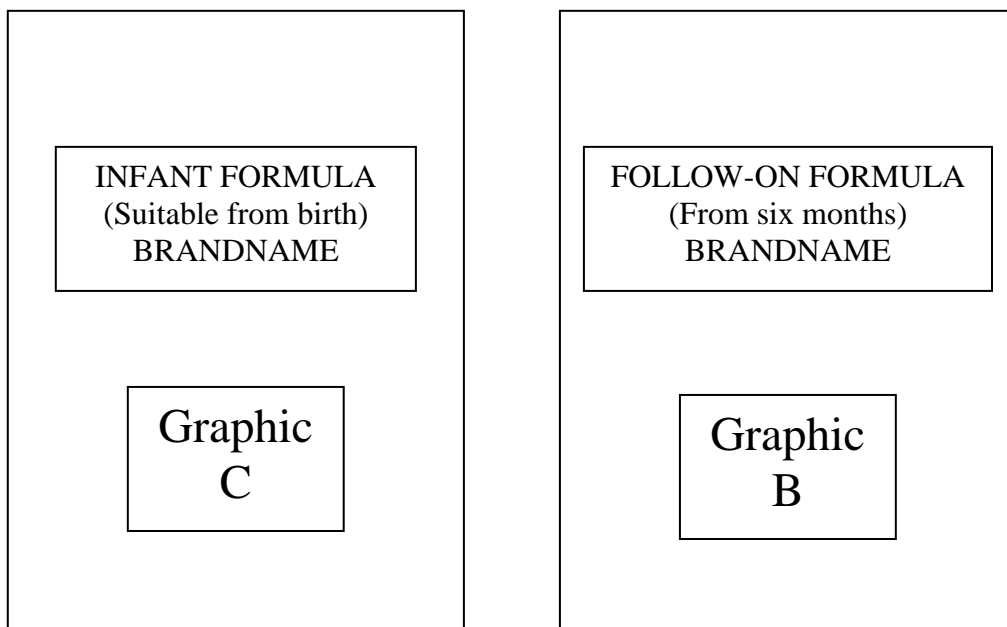 INFANT FORMULA
(Suitable from birth)
BRANDNAME
Graphic
C
FOLLOW-ON FORMULA
(From six months)
BRANDNAME
Graphic
B